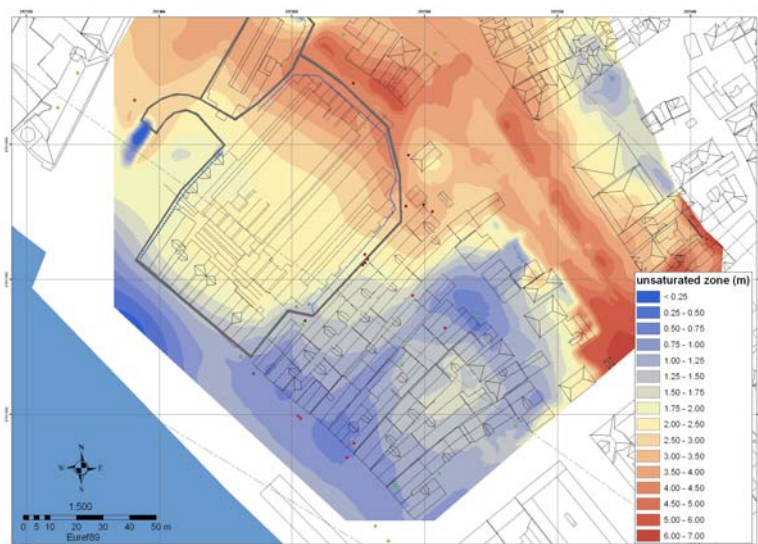 unsaturated zone (m)
< 0.25
0.25 - 0.50
0.50 - 0.75
0.75 - 1.00
1.00 - 1.25
1.25 - 1.50
1.50 - 1.75
1.75 - 2.00
2.00 - 2.50
2.50 - 3.00
3.00 - 3.50
3.50 - 4.00
4.00 - 4.50
4.50 - 5.00
5.00 - 6.00
6.00 - 7.00
N
W E
S
1:500
0 5 10 20 30 40 50 m
Euref89